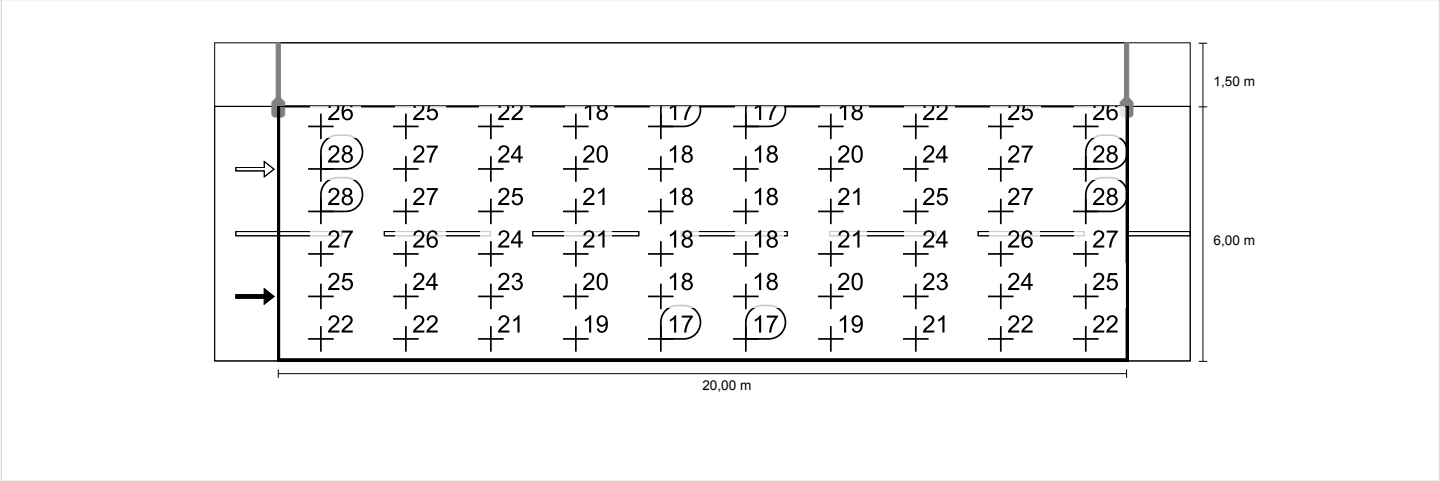 1,50 m
26 25 22 18 17 17 18 22 25 26
28 27 24 20 18 18 20 24 27 28
28 27 25 21 18 18 21 25 27 28
27 26 24 21 18 18 21 24 26 27
6,00 m
25 24 23 20 18 18 20 23 24 25
22 22 21 19 17 17 19 21 22 22
20,00 m